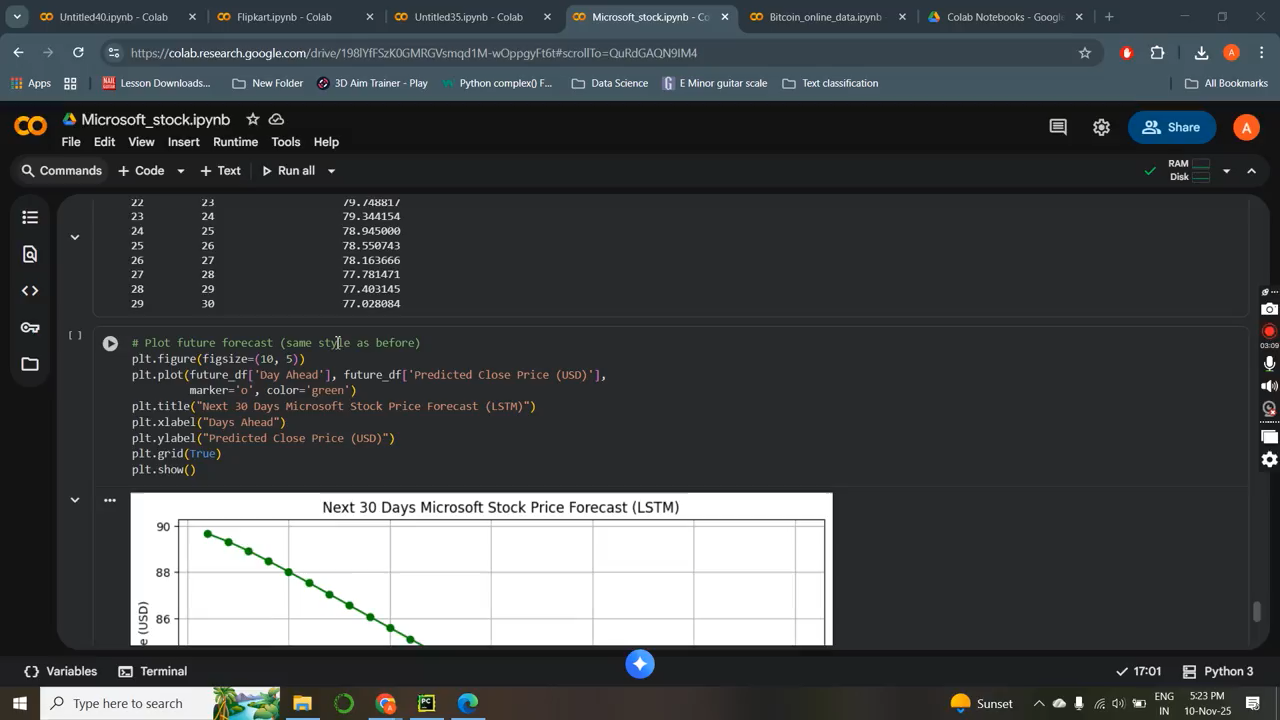 Untitled40.ipynb - Colab
Flipkart.ipynb - Colab
Untitled35.ipynb - Colab
Microsoft_stock.ipynb - Co
Bitcoin_online_data.ipynb
Colab Notebooks - Google
https://colab.research.google.com/drive/198lYfFSzK0GMRGVsmqd1M-wOppgyFt6t#scrollTo=QuRdGAQN9IM4
A
Apps
Lesson Downloads...
New Folder
3D Aim Trainer - Play
Python complex() F...
Data Science
G E Minor guitar scale
Text classification
All Bookmarks
Microsoft_stock.ipynb
Share
A
File Edit View Insert Runtime Tools Help
Commands + Code + Text Run all
RAM
Disk
22 23 79.748817
23 24 79.344154
24 25 78.945000
25 26 78.550743
26 27 78.163666
27 28 77.781471
28 29 77.403145
29 30 77.028084
[ ]
# Plot future forecast (same style as before)
plt.figure(figsize=(10, 5))
plt.plot(future_df['Day Ahead'], future_df['Predicted Close Price (USD)'],
marker='o', color='green')
plt.title("Next 30 Days Microsoft Stock Price Forecast (LSTM)")
plt.xlabel("Days Ahead")
plt.ylabel("Predicted Close Price (USD)")
plt.grid(True)
plt.show()
Next 30 Days Microsoft Stock Price Forecast (LSTM)
90
88
86
e (USD)
03:09
Variables Terminal
17:01 Python 3
Type here to search
PC
Sunset
ENG
IN
5:23 PM
10-Nov-25